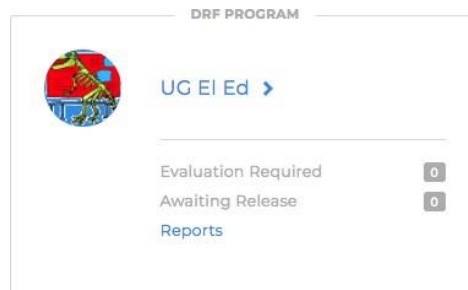 DRF PROGRAM
UG El Ed
Evaluation Required 0
Awaiting Release 0
Reports